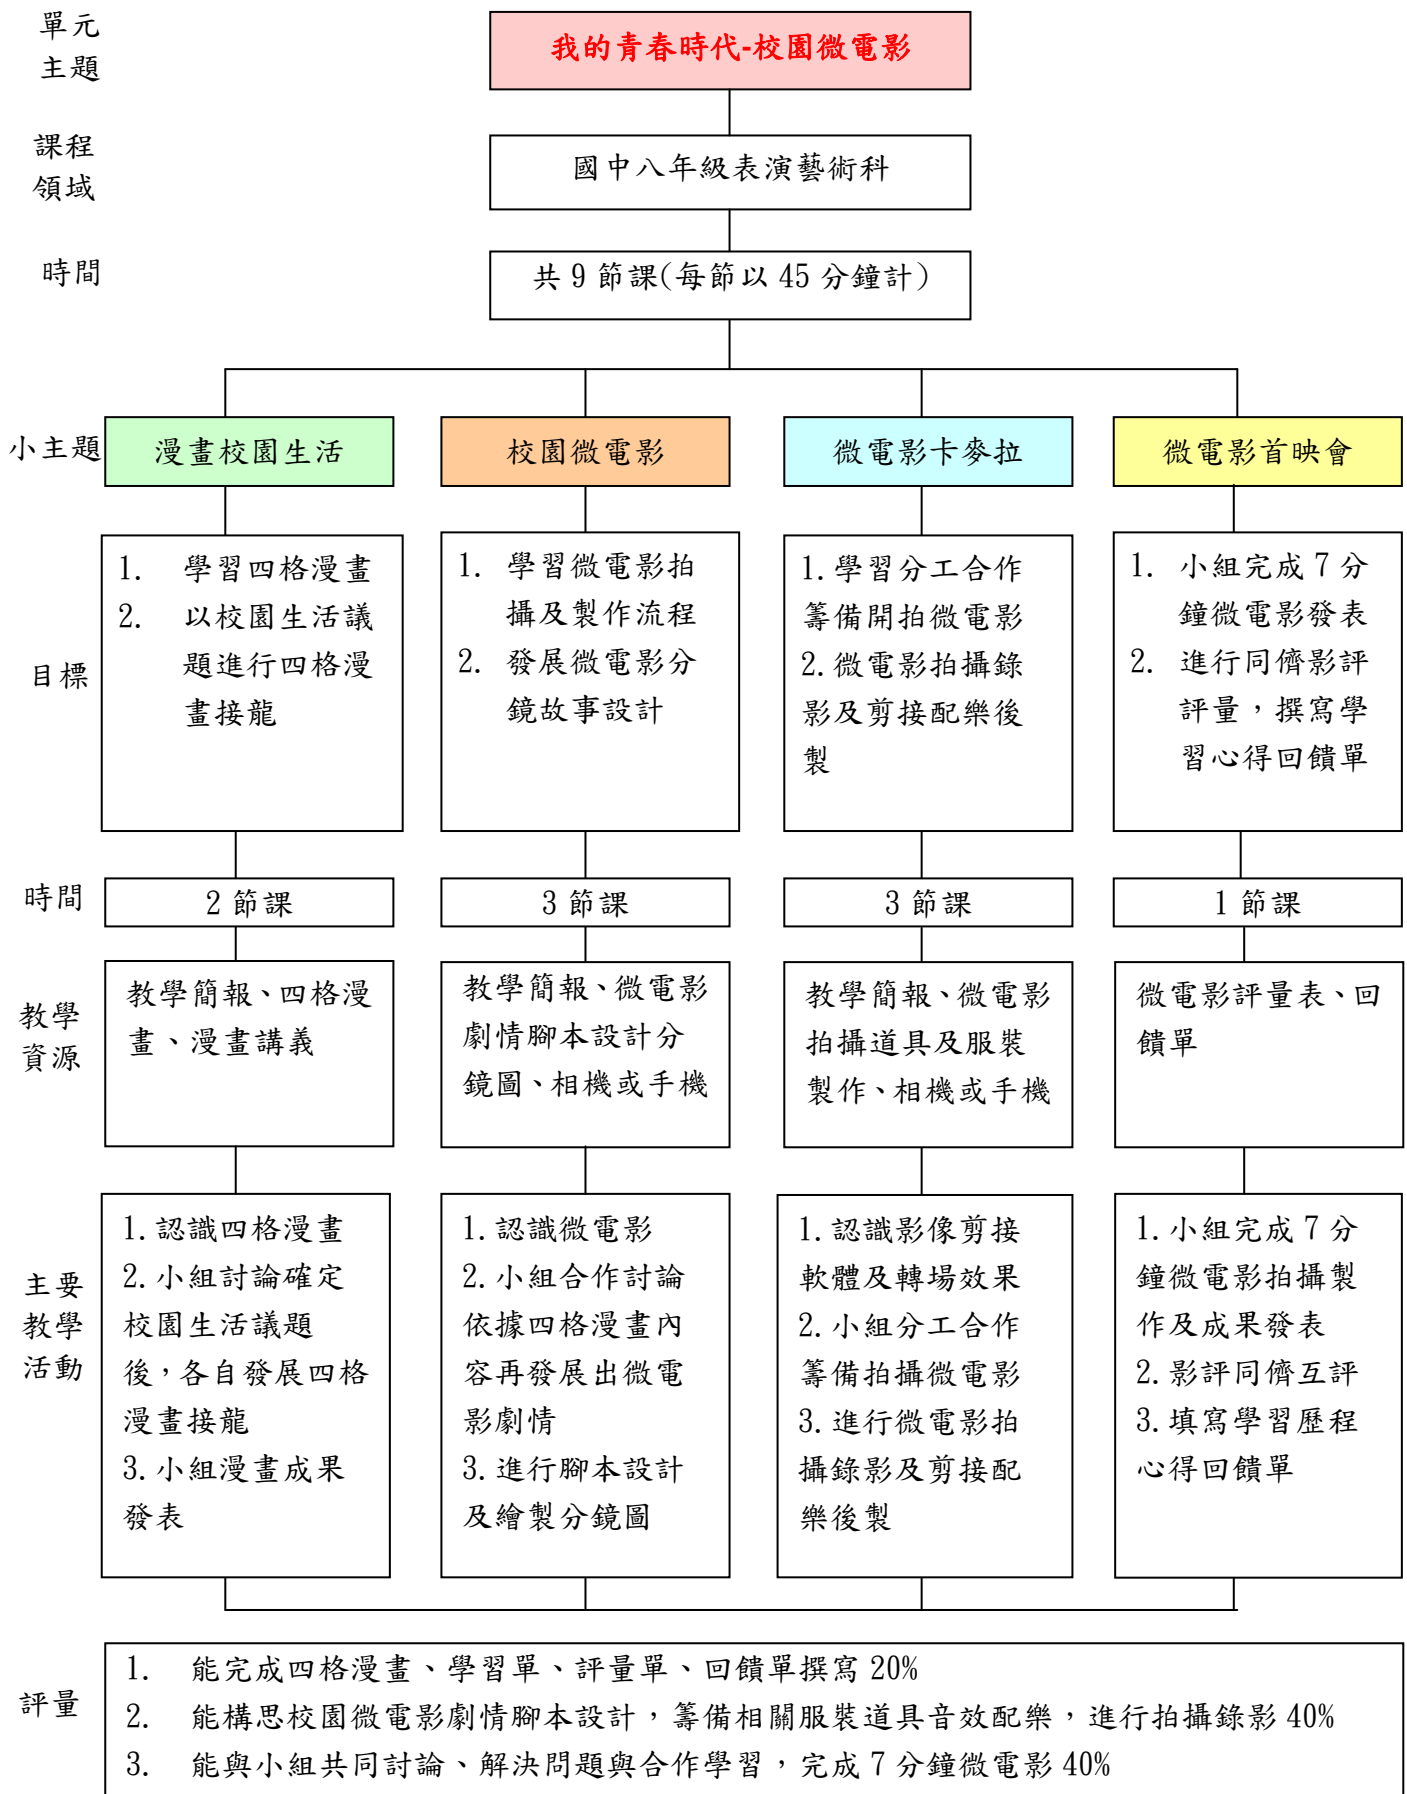 單元
主題
我的青春時代-校園微電影
課程
領域
國中八年級表演藝術科
時間
共 9 節課(每節以 45 分鐘計)
小主題
漫畫校園生活
校園微電影
微電影卡麥拉
微電影首映會
目標
1. 學習四格漫畫
2. 以校園生活議
題進行四格漫
畫接龍
1. 學習微電影拍
攝及製作流程
2. 發展微電影分
鏡故事設計
1.學習分工合作
籌備開拍微電影
2.微電影拍攝錄
影及剪接配樂後
製
1. 小組完成 7 分
鐘微電影發表
2. 進行同儕影評
評量，撰寫學
習心得回饋單
時間
2 節課
3 節課
3 節課
1 節課
教學
資源
教學簡報、四格漫
畫、漫畫講義
教學簡報、微電影
劇情腳本設計分
鏡圖、相機或手機
教學簡報、微電影
拍攝道具及服裝
製作、相機或手機
微電影評量表、回
饋單
主要
教學
活動
1.認識四格漫畫
2.小組討論確定
校園生活議題
後，各自發展四格
漫畫接龍
3.小組漫畫成果
發表
1.認識微電影
2.小組合作討論
依據四格漫畫內
容再發展出微電
影劇情
3.進行腳本設計
及繪製分鏡圖
1.認識影像剪接
軟體及轉場效果
2.小組分工合作
籌備拍攝微電影
3.進行微電影拍
攝錄影及剪接配
樂後製
1.小組完成 7 分
鐘微電影拍攝製
作及成果發表
2.影評同儕互評
3.填寫學習歷程
心得回饋單
評量
1. 能完成四格漫畫、學習單、評量單、回饋單撰寫 20%
2. 能構思校園微電影劇情腳本設計，籌備相關服裝道具音效配樂，進行拍攝錄影 40%
3. 能與小組共同討論、解決問題與合作學習，完成 7 分鐘微電影 40%